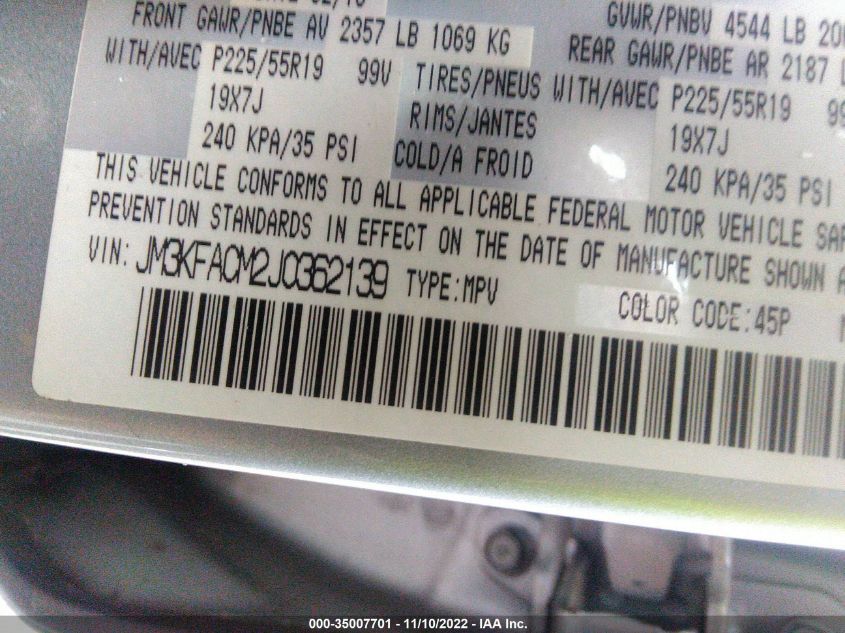 FRONT GAWR/PNBE AV 2357 LB 1069 KG
WITH/AVEC P225/55R19 99V TIRES/PNEUS
19X7J RIMS/JANTES
240 KPA/35 PSI COLD/A FROID
GVWR/PNBV 4544 LB
REAR GAWR/PNBE AR 2187
WITH/AVEC P225/55R19
19X7J
240 KPA/35 PSI
THIS VEHICLE CONFORMS TO ALL APPLICABLE FEDERAL MOTOR VEHICLE
PREVENTION STANDARDS IN EFFECT ON THE DATE OF MANUFACTURE SHOWN
VIN: JM3KFACM2J0362139 TYPE:MPV COLOR CODE:45P
000-35007701 - 11/10/2022 - IAA Inc.